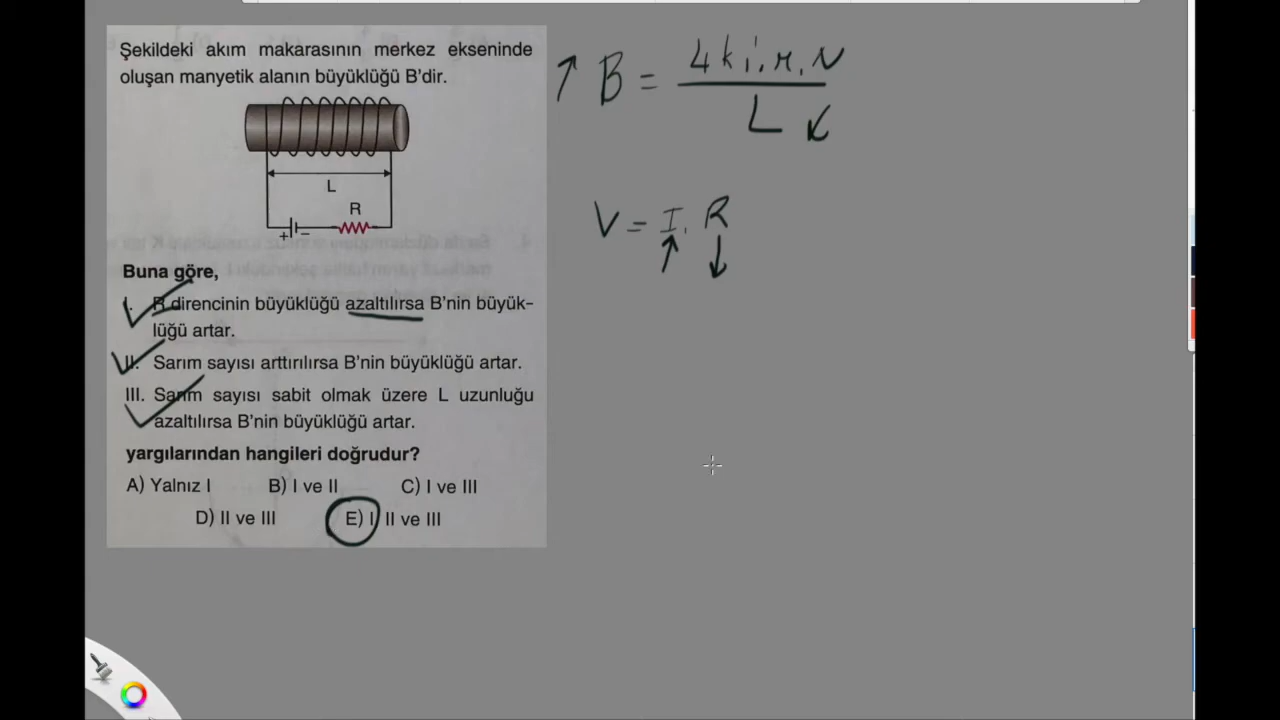 Şekildeki akım makarasının merkez ekseninde
oluşan manyetik alanın büyüklüğü B'dir.
L
R
+ −
Buna göre,
I. R direncinin büyüklüğü azaltılırsa B'nin büyük-
lüğü artar.
II. Sarım sayısı arttırılırsa B'nin büyüklüğü artar.
III. Sarım sayısı sabit olmak üzere L uzunluğu
azaltılırsa B'nin büyüklüğü artar.
yargılarından hangileri doğrudur?
A) Yalnız I B) I ve II C) I ve III
D) II ve III E) I, II ve III
↑ B = 4 k i . π . N
L ↙
V = I . R
↑ ↓